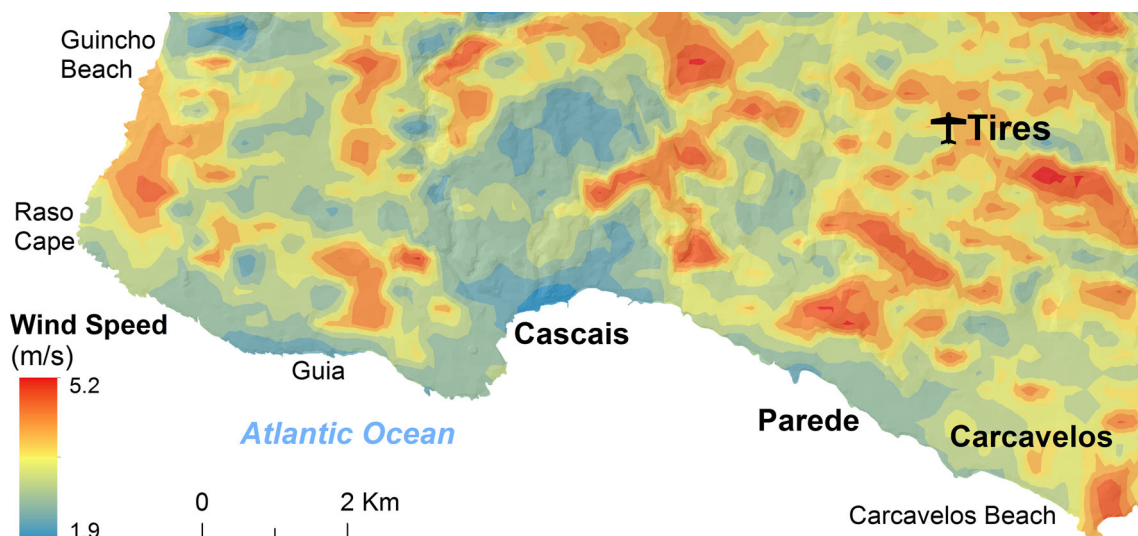 Guincho
Beach
Tires
Raso
Cape
Wind Speed
(m/s)
5.2
1.9
Cascais
Guia
Atlantic Ocean
Parede
Carcavelos
0 2 Km
Carcavelos Beach